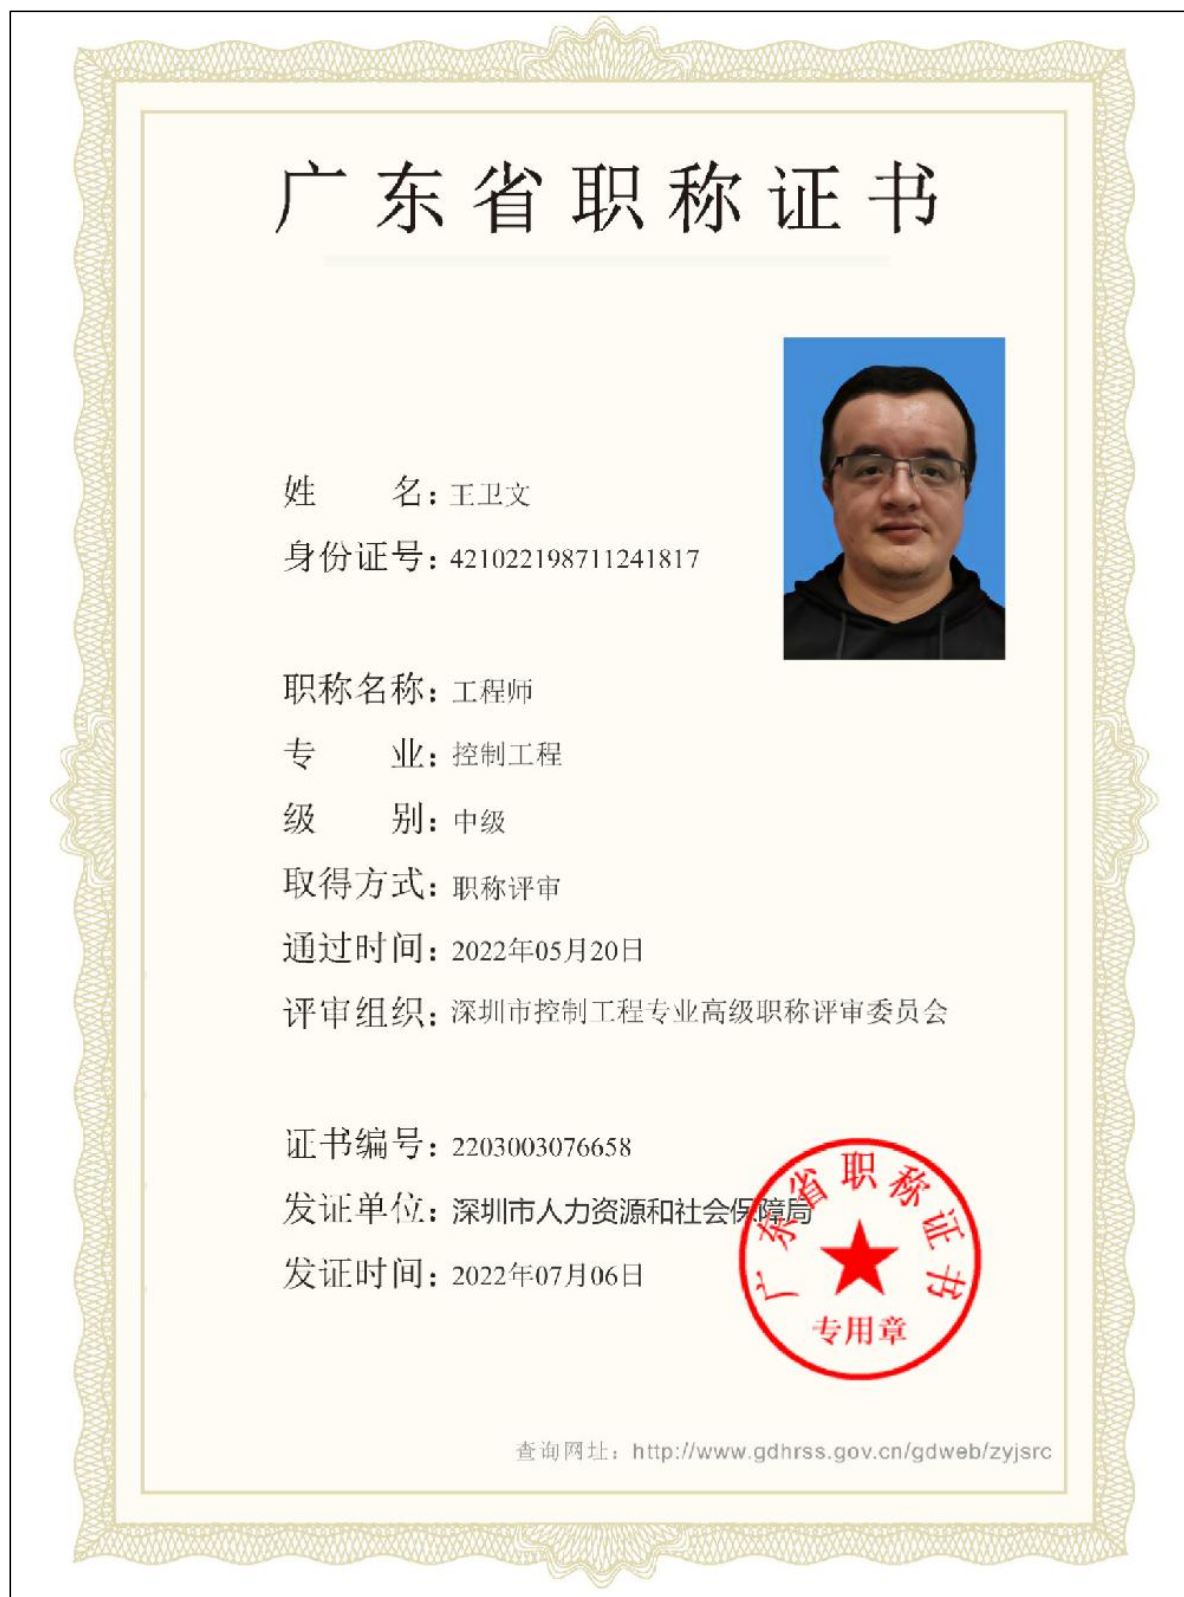 广东省职称证书
姓 名：王卫文
身份证号：421022198711241817
职称名称：工程师
专 业：控制工程
级 别：中级
取得方式：职称评审
通过时间：2022年05月20日
评审组织：深圳市控制工程专业高级职称评审委员会
证书编号：2203003076658
发证单位：深圳市人力资源和社会保障局
发证时间：2022年07月06日
广东省职称证书
专用章
查询网址：http://www.gdhrss.gov.cn/gdweb/zyjsrc